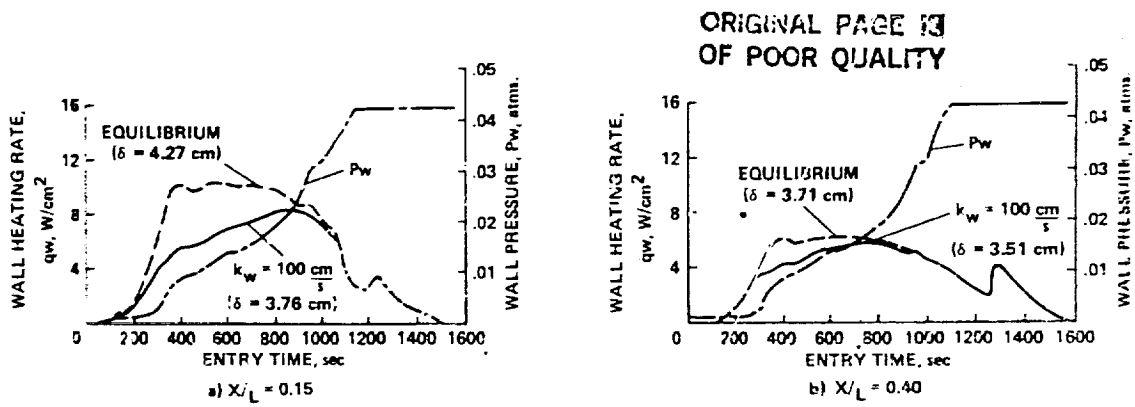 ORIGINAL PAGE IS
OF POOR QUALITY
WALL HEATING RATE,
qw, W/cm²
16
12
8
4
0
EQUILIBRIUM
(δ = 4.27 cm)
Pw
kw = 100 cm/s
(δ = 3.76 cm)
.05
.04
.03
.02
.01
WALL PRESSURE, Pw, atms.
200 400 600 800 1000 1200 1400 1600
ENTRY TIME, sec
a) X/L = 0.15
WALL HEATING RATE,
qw, W/cm²
16
12
8
4
0
EQUILIBRIUM
(δ = 3.71 cm)
Pw
kw = 100 cm/s
(δ = 3.51 cm)
.05
.04
.03
.02
.01
WALL PRESSURE, Pw, atms.
200 400 600 800 1000 1200 1400 1600
ENTRY TIME, sec
b) X/L = 0.40